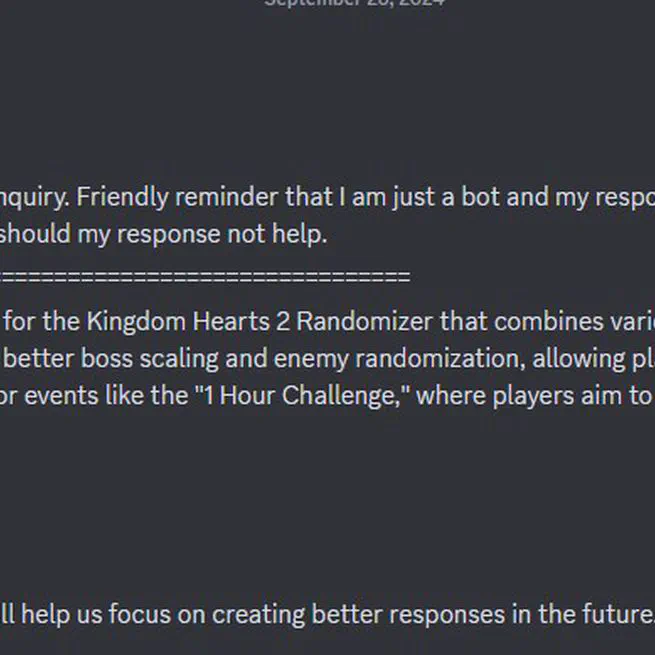 September 28, 2024
nquiry. Friendly reminder that I am just a bot and my respo
should my response not help.
===============================
for the Kingdom Hearts 2 Randomizer that combines vari
better boss scaling and enemy randomization, allowing pl
or events like the "1 Hour Challenge," where players aim to
ll help us focus on creating better responses in the future.